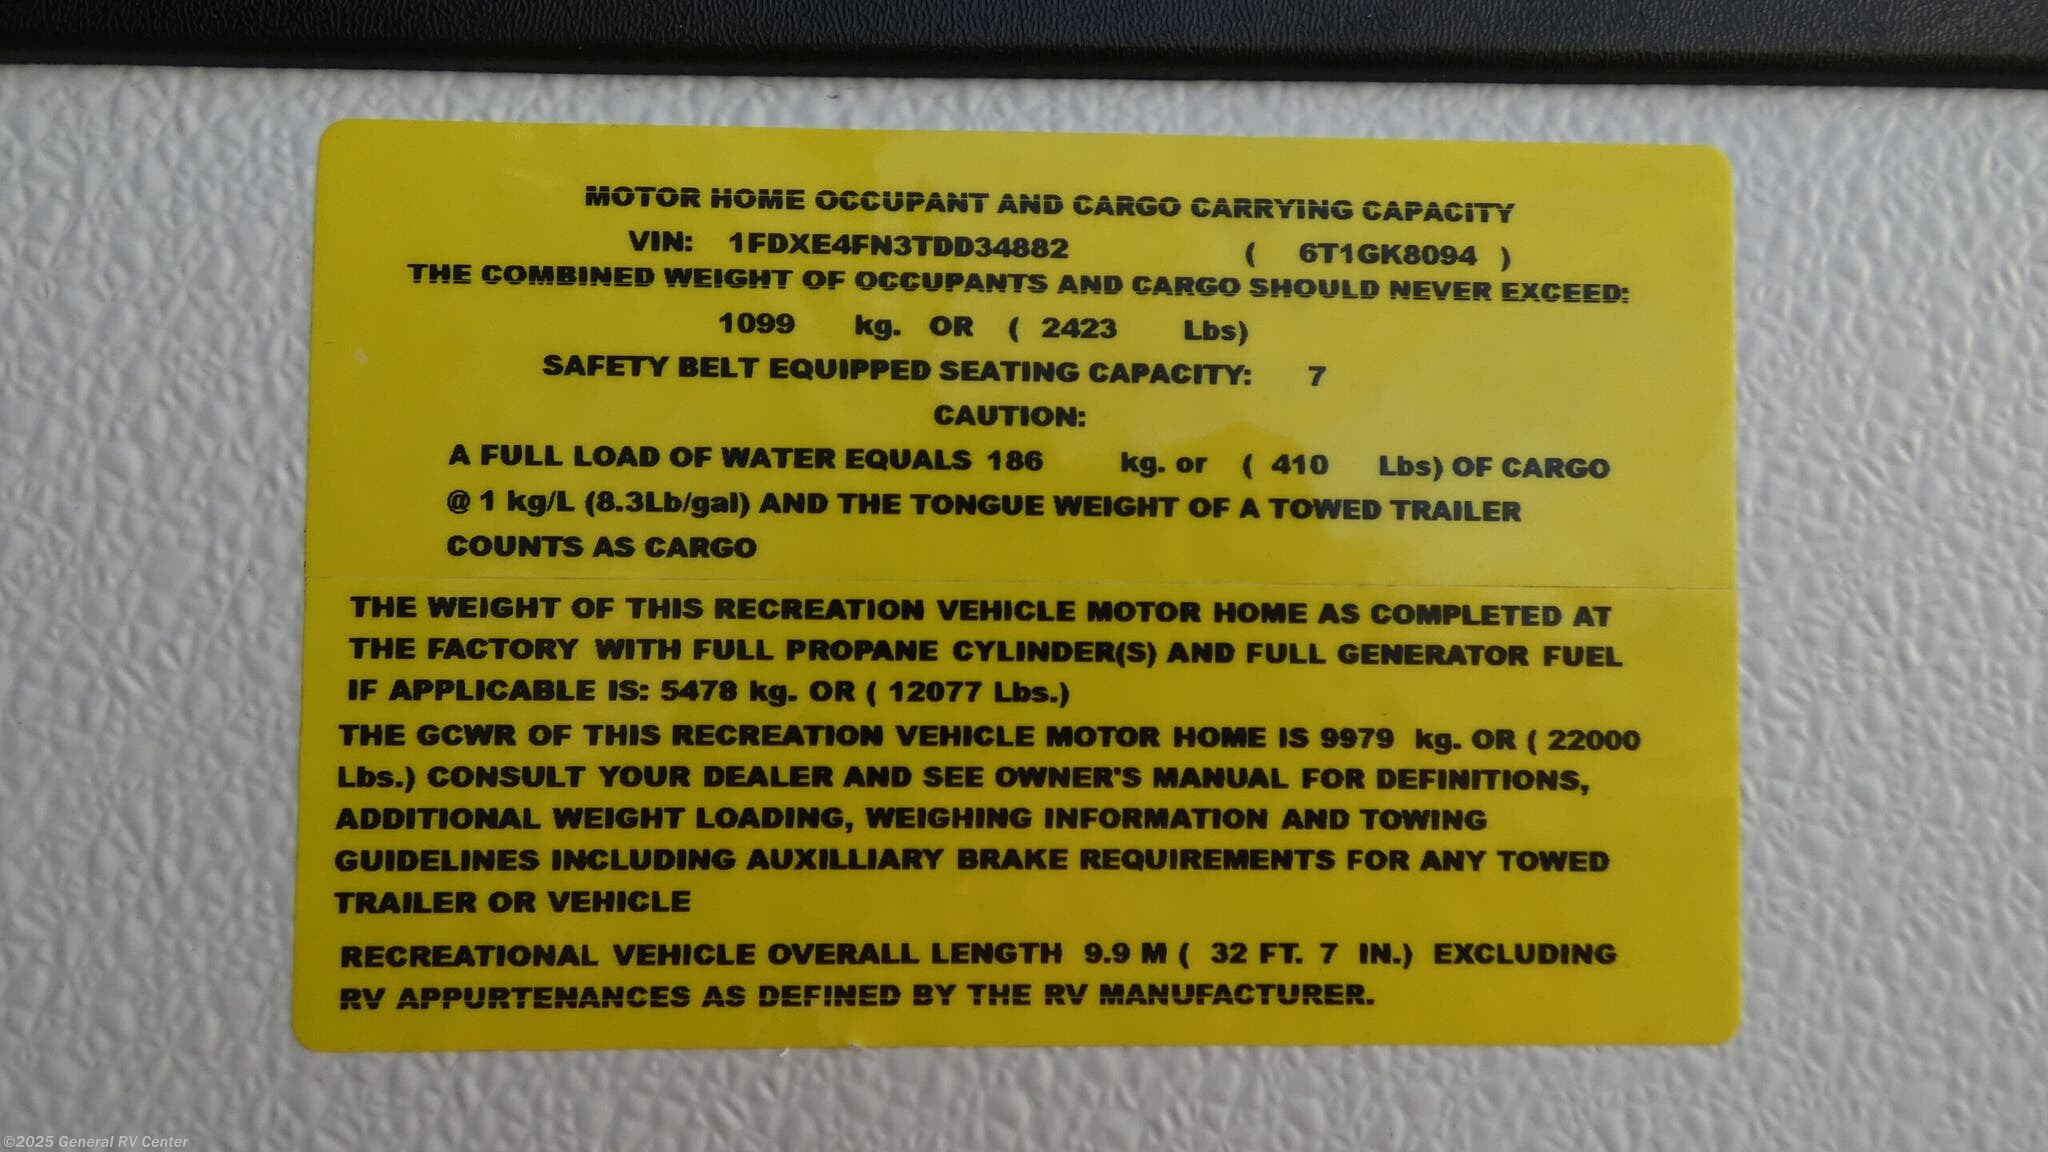 MOTOR HOME OCCUPANT AND CARGO CARRYING CAPACITY
VIN: 1FDXE4FN3TDD34882 ( 6T1GK8094 )
THE COMBINED WEIGHT OF OCCUPANTS AND CARGO SHOULD NEVER EXCEED:
1099 kg. OR ( 2423 Lbs)
SAFETY BELT EQUIPPED SEATING CAPACITY: 7
CAUTION:
A FULL LOAD OF WATER EQUALS 186 kg. or ( 410 Lbs) OF CARGO
@ 1 kg/L (8.3Lb/gal) AND THE TONGUE WEIGHT OF A TOWED TRAILER
COUNTS AS CARGO
THE WEIGHT OF THIS RECREATION VEHICLE MOTOR HOME AS COMPLETED AT
THE FACTORY WITH FULL PROPANE CYLINDER(S) AND FULL GENERATOR FUEL
IF APPLICABLE IS: 5478 kg. OR ( 12077 Lbs.)
THE GCWR OF THIS RECREATION VEHICLE MOTOR HOME IS 9979 kg. OR ( 22000
Lbs.) CONSULT YOUR DEALER AND SEE OWNER'S MANUAL FOR DEFINITIONS,
ADDITIONAL WEIGHT LOADING, WEIGHING INFORMATION AND TOWING
GUIDELINES INCLUDING AUXILLIARY BRAKE REQUIREMENTS FOR ANY TOWED
TRAILER OR VEHICLE
RECREATIONAL VEHICLE OVERALL LENGTH 9.9 M ( 32 FT. 7 IN.) EXCLUDING
RV APPURTENANCES AS DEFINED BY THE RV MANUFACTURER.
©2025 General RV Center